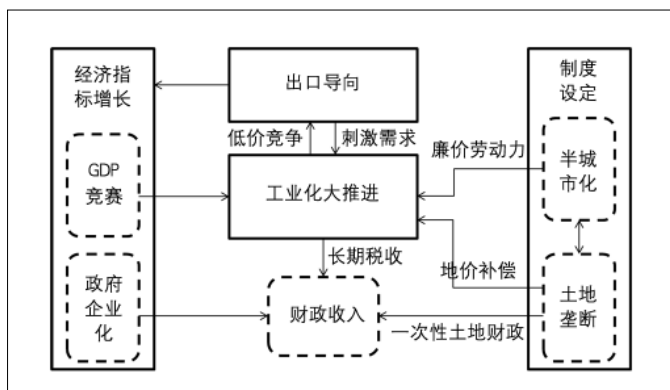 经济指
标增长
GDP
竞赛
政府
企业
化
出口导向
低价竞争
刺激需求
工业化大推进
长期税收
财政收入
廉价劳动力
地价补偿
一次性土地财政
制度
设定
半城
市化
土地
垄断